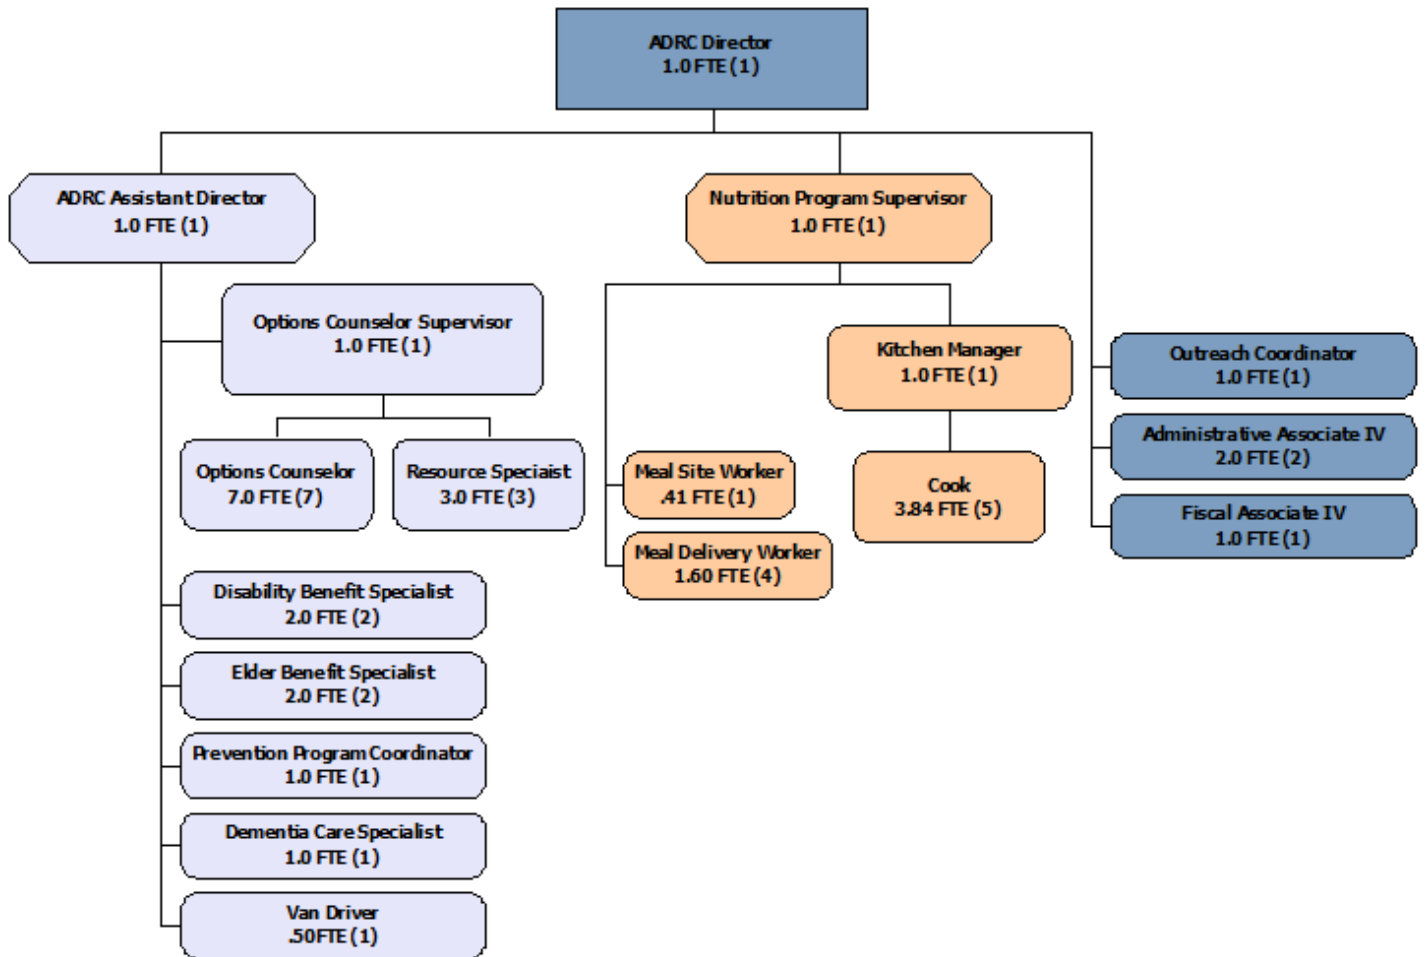 ADRC Director
1.0 FTE (1)
ADRC Assistant Director
1.0 FTE (1)
Nutrition Program Supervisor
1.0 FTE (1)
Options Counselor Supervisor
1.0 FTE (1)
Kitchen Manager
1.0 FTE (1)
Outreach Coordinator
1.0 FTE (1)
Administrative Associate IV
2.0 FTE (2)
Fiscal Associate IV
1.0 FTE (1)
Options Counselor
7.0 FTE (7)
Resource Speciaist
3.0 FTE (3)
Meal Site Worker
.41 FTE (1)
Cook
3.84 FTE (5)
Meal Delivery Worker
1.60 FTE (4)
Disability Benefit Specialist
2.0 FTE (2)
Elder Benefit Specialist
2.0 FTE (2)
Prevention Program Coordinator
1.0 FTE (1)
Dementia Care Specialist
1.0 FTE (1)
Van Driver
.50FTE (1)